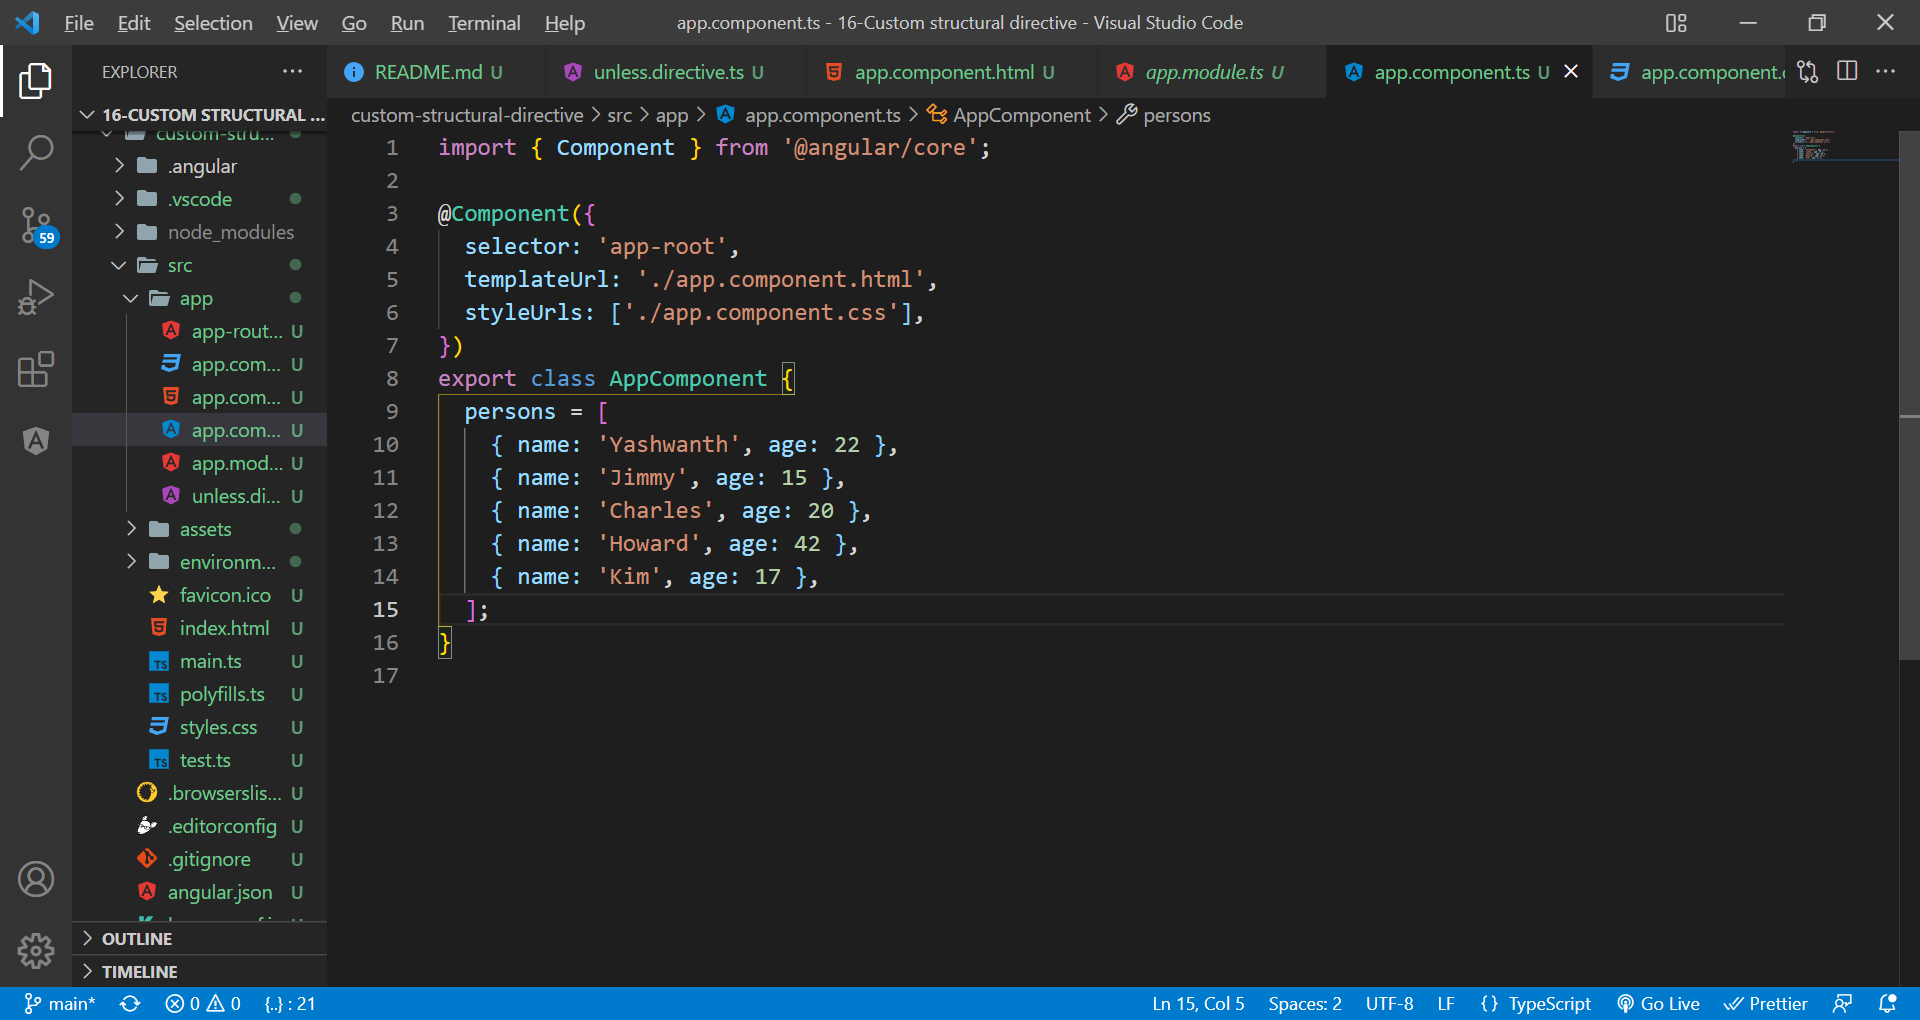 File Edit Selection View Go Run Terminal Help
app.component.ts - 16-Custom structural directive - Visual Studio Code
EXPLORER
README.md U
unless.directive.ts U
app.component.html U
app.module.ts U
app.component.ts U
app.component.c
16-CUSTOM STRUCTURAL ...
custom-structural-directive > src > app > app.component.ts > AppComponent > persons
custom-stru...
.angular
.vscode
node_modules
src
app
app-rout... U
app.com... U
app.com... U
app.com... U
app.mod... U
unless.di... U
assets
environm...
favicon.ico U
index.html U
TS main.ts U
TS polyfills.ts U
styles.css U
TS test.ts U
.browserslis... U
.editorconfig U
.gitignore U
angular.json U
OUTLINE
TIMELINE
59
1 import { Component } from '@angular/core';
2
3 @Component({
4 selector: 'app-root',
5 templateUrl: './app.component.html',
6 styleUrls: ['./app.component.css'],
7 })
8 export class AppComponent {
9 persons = [
10 { name: 'Yashwanth', age: 22 },
11 { name: 'Jimmy', age: 15 },
12 { name: 'Charles', age: 20 },
13 { name: 'Howard', age: 42 },
14 { name: 'Kim', age: 17 },
15 ];
16 }
17
main* 0 0 {..} : 21
Ln 15, Col 5 Spaces: 2 UTF-8 LF { } TypeScript Go Live Prettier